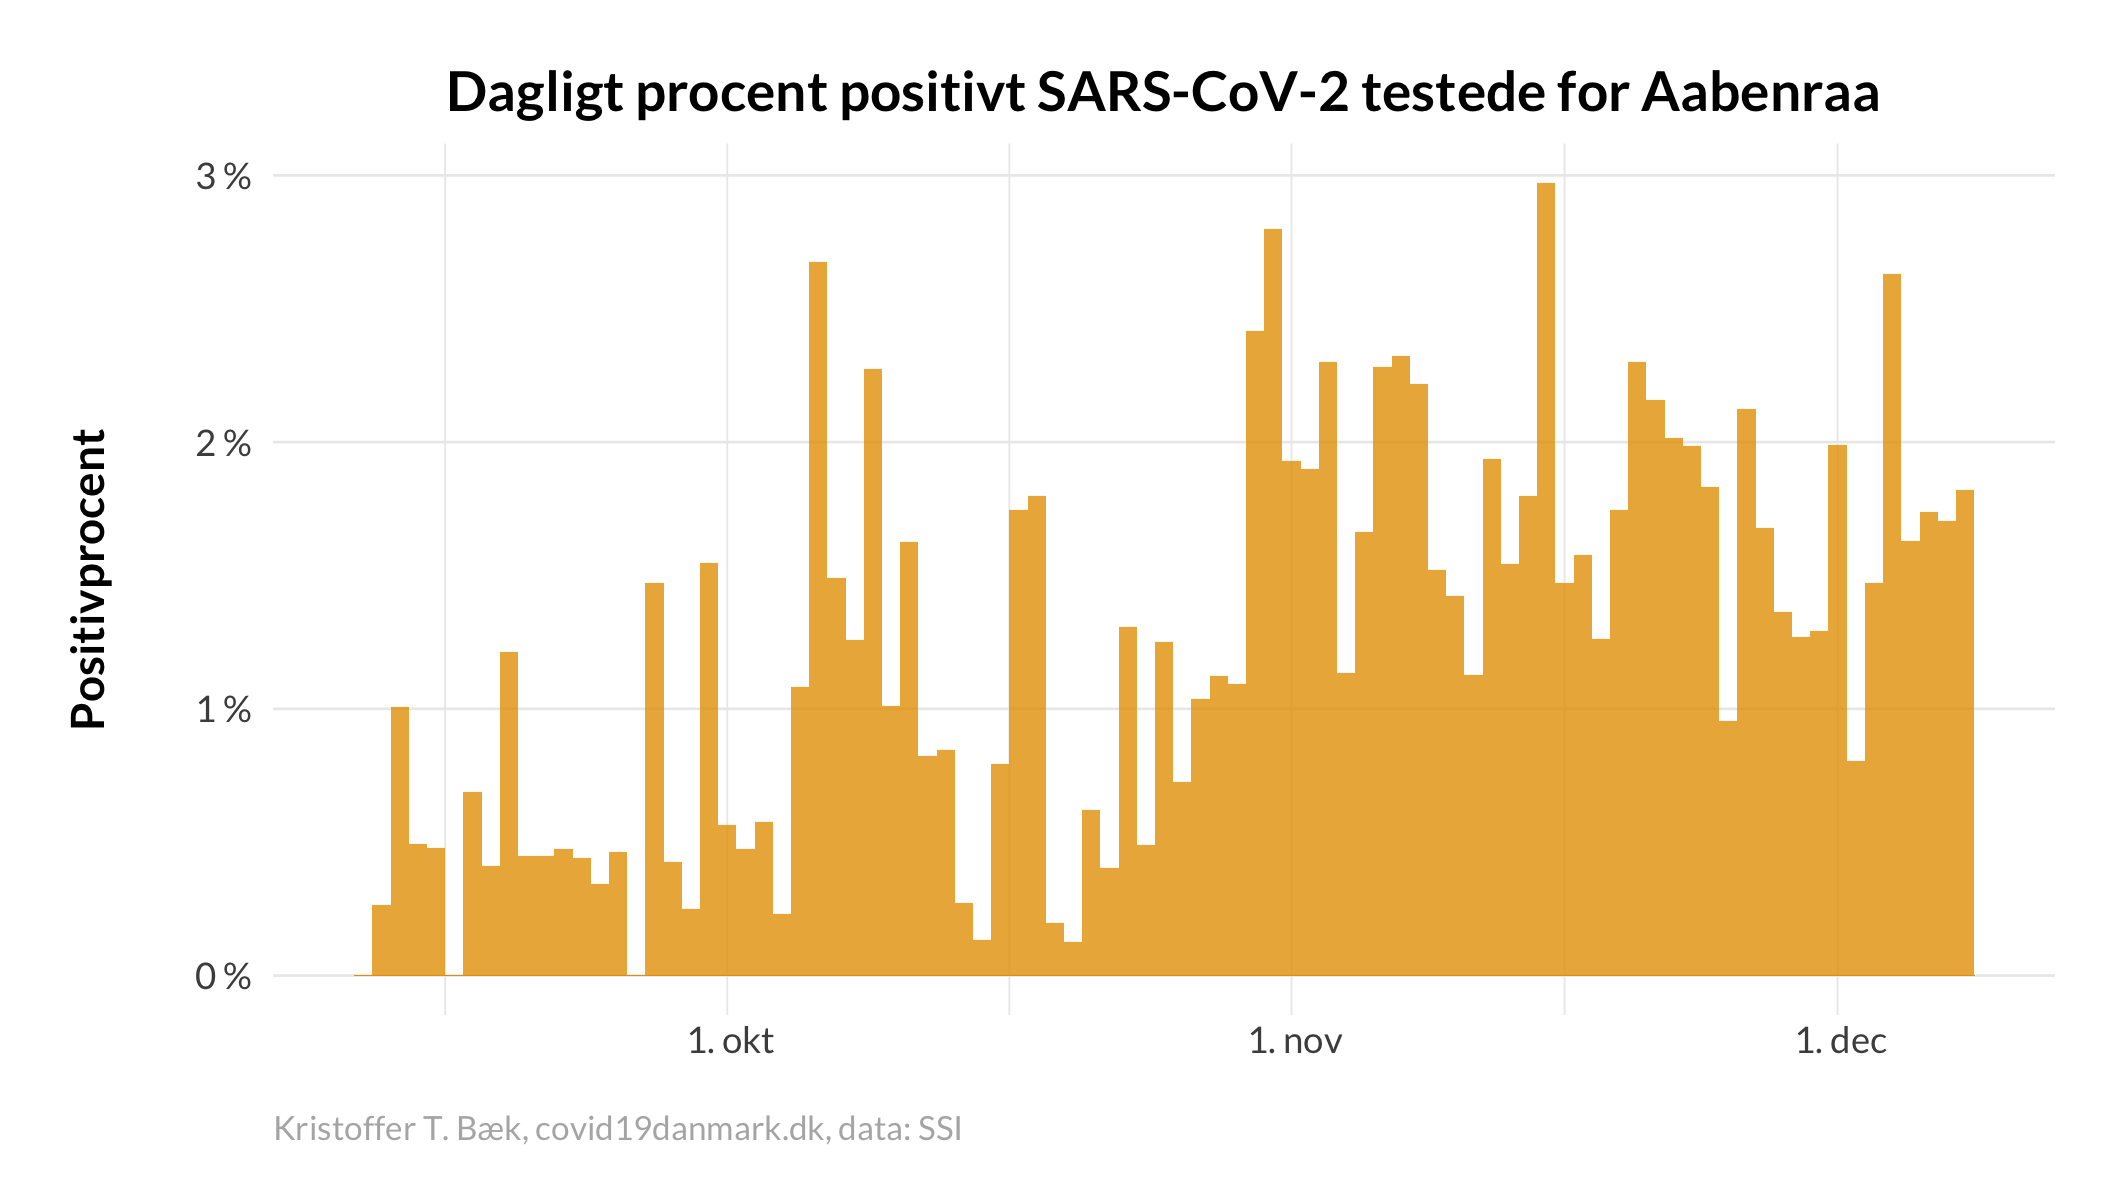 Dagligt procent positivt SARS-CoV-2 testede for Aabenraa
Positivprocent
3 %
2 %
1 %
0 %
1. okt
1. nov
1. dec
Kristoffer T. Bæk, covid19danmark.dk, data: SSI